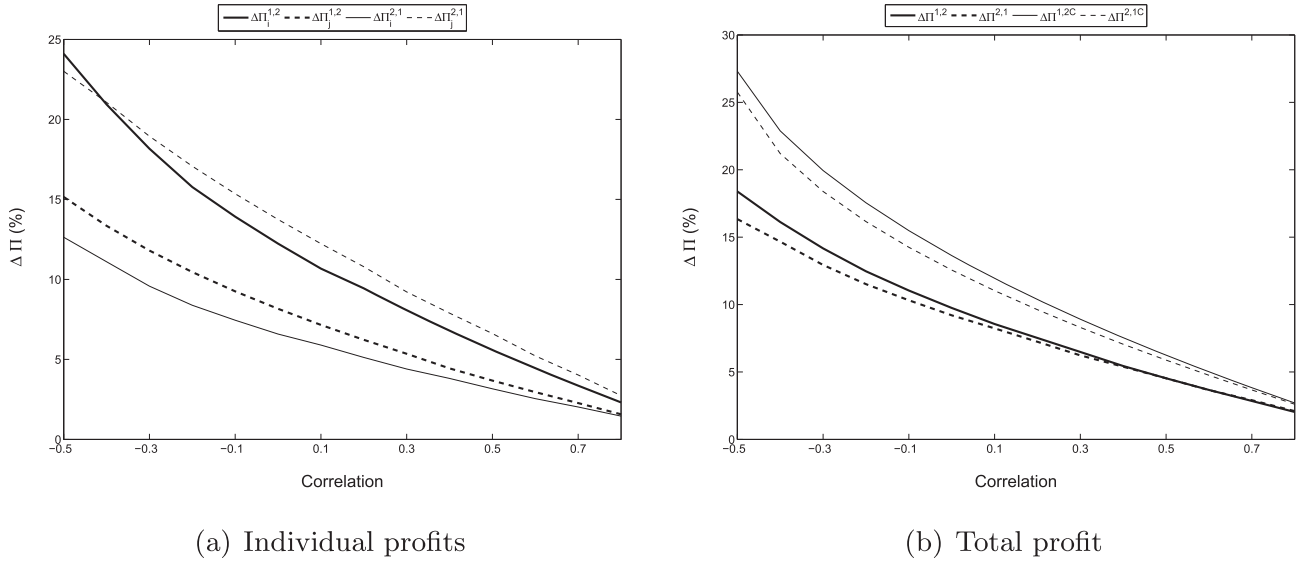 ΔΠ_i^{1,2} ΔΠ_j^{1,2} ΔΠ_i^{2,1} ΔΠ_j^{2,1}
25
20
15
10
5
0
Δ Π (%)
−0.5 −0.3 −0.1 0.1 0.3 0.5 0.7
Correlation
(a) Individual profits
ΔΠ^{1,2} ΔΠ^{2,1} ΔΠ^{1,2C} ΔΠ^{2,1C}
30
25
20
15
10
5
0
Δ Π (%)
−0.5 −0.3 −0.1 0.1 0.3 0.5 0.7
Correlation
(b) Total profit